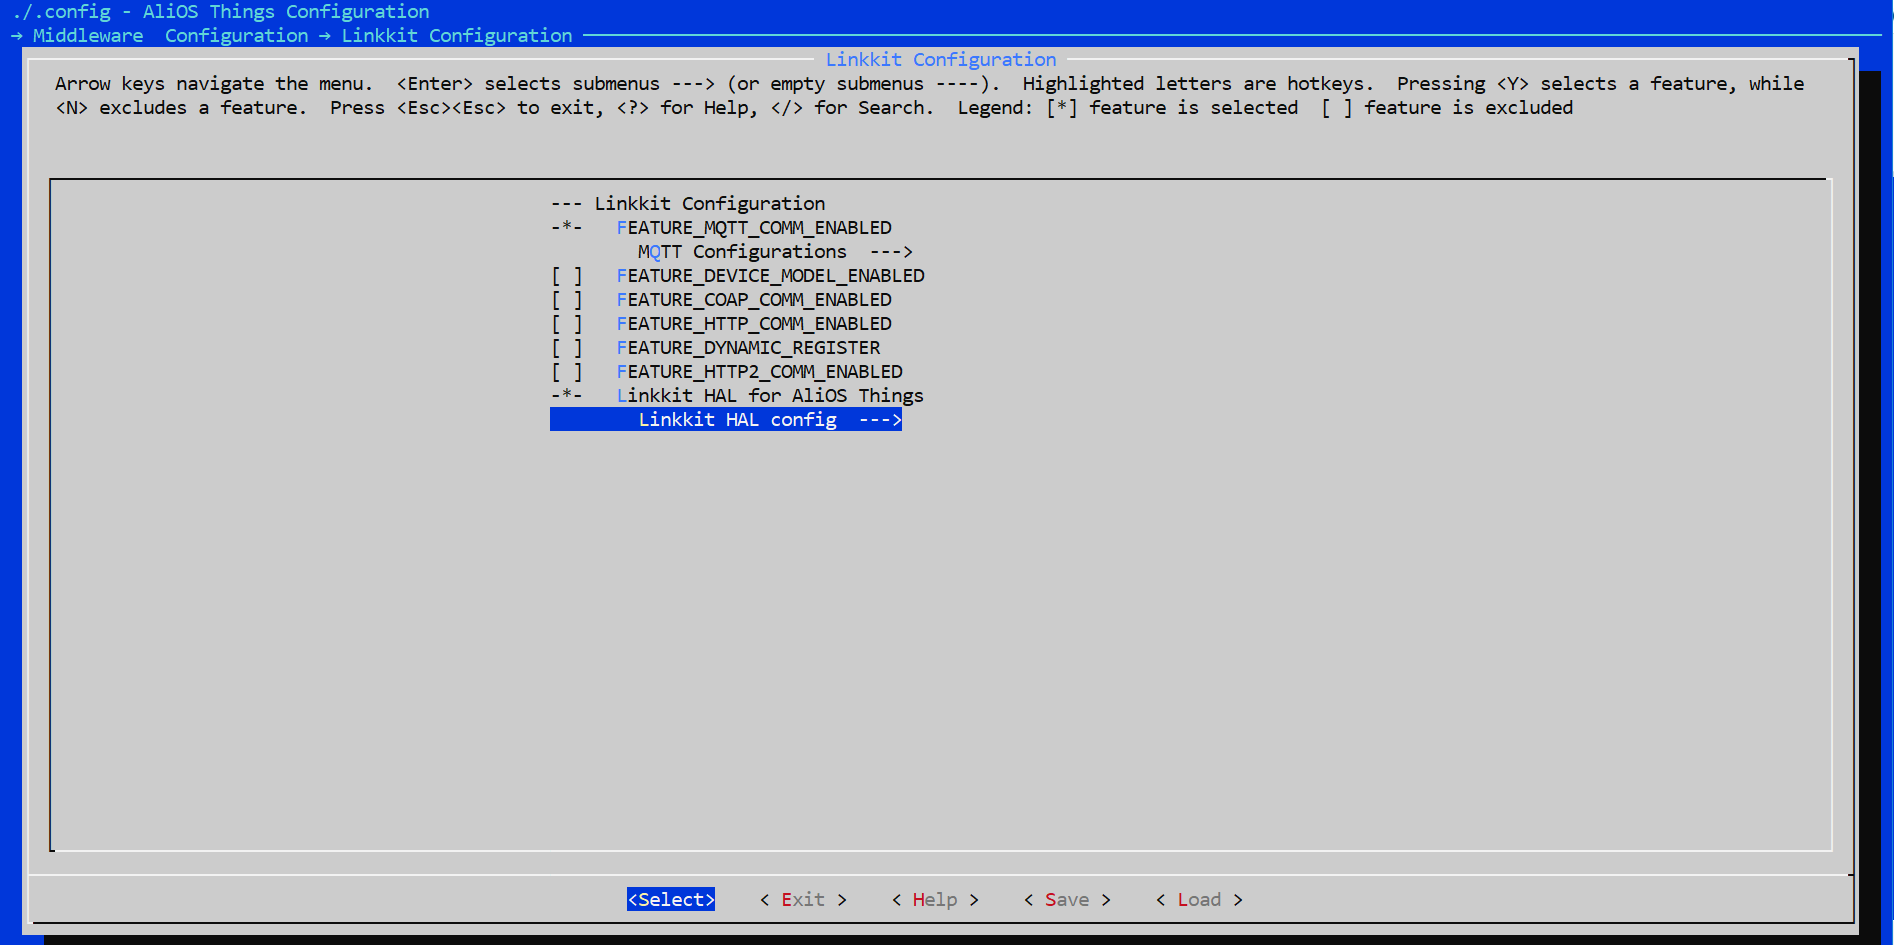 ./.config - AliOS Things Configuration
→ Middleware  Configuration → Linkkit Configuration
Linkkit Configuration
Arrow keys navigate the menu.  <Enter> selects submenus ---> (or empty submenus ----).  Highlighted letters are hotkeys.  Pressing <Y> selects a feature, while
<N> excludes a feature.  Press <Esc><Esc> to exit, <?> for Help, </> for Search.  Legend: [*] feature is selected  [ ] feature is excluded
--- Linkkit Configuration
-*-   FEATURE_MQTT_COMM_ENABLED
MQTT Configurations  --->
[ ]   FEATURE_DEVICE_MODEL_ENABLED
[ ]   FEATURE_COAP_COMM_ENABLED
[ ]   FEATURE_HTTP_COMM_ENABLED
[ ]   FEATURE_DYNAMIC_REGISTER
[ ]   FEATURE_HTTP2_COMM_ENABLED
-*-   Linkkit HAL for AliOS Things
Linkkit HAL config  --->
<Select>    < Exit >    < Help >    < Save >    < Load >